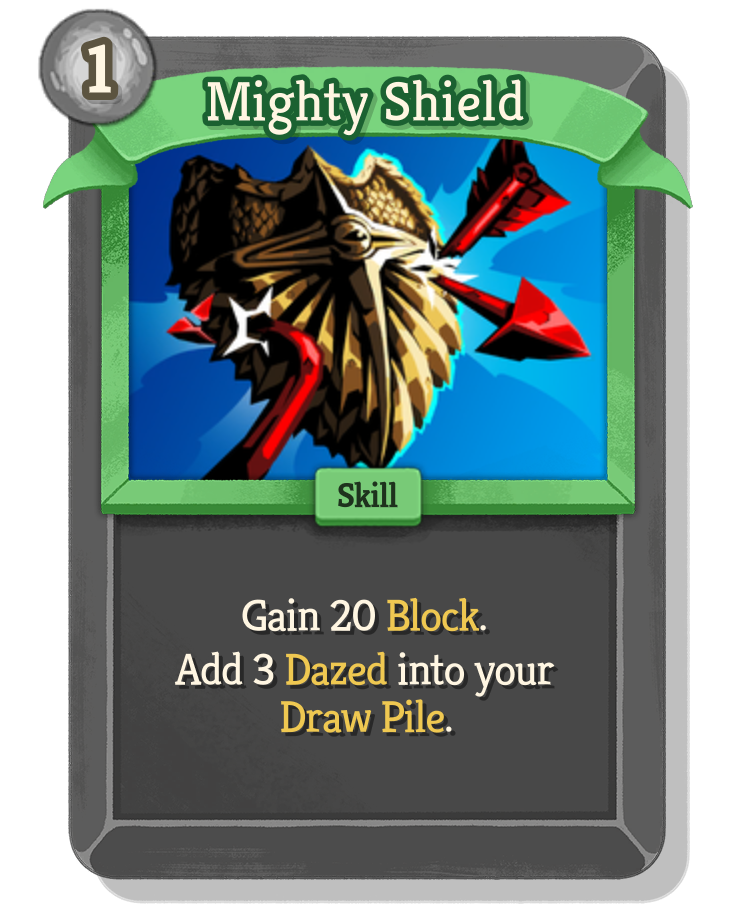 1
Mighty Shield
Skill
Gain 20 Block.
Add 3 Dazed into your
Draw Pile.